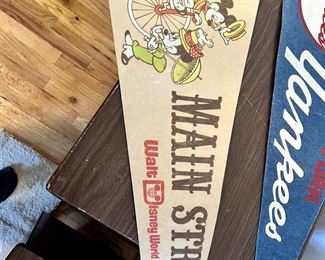 MAIN STR
Walt Disney World
Yankees